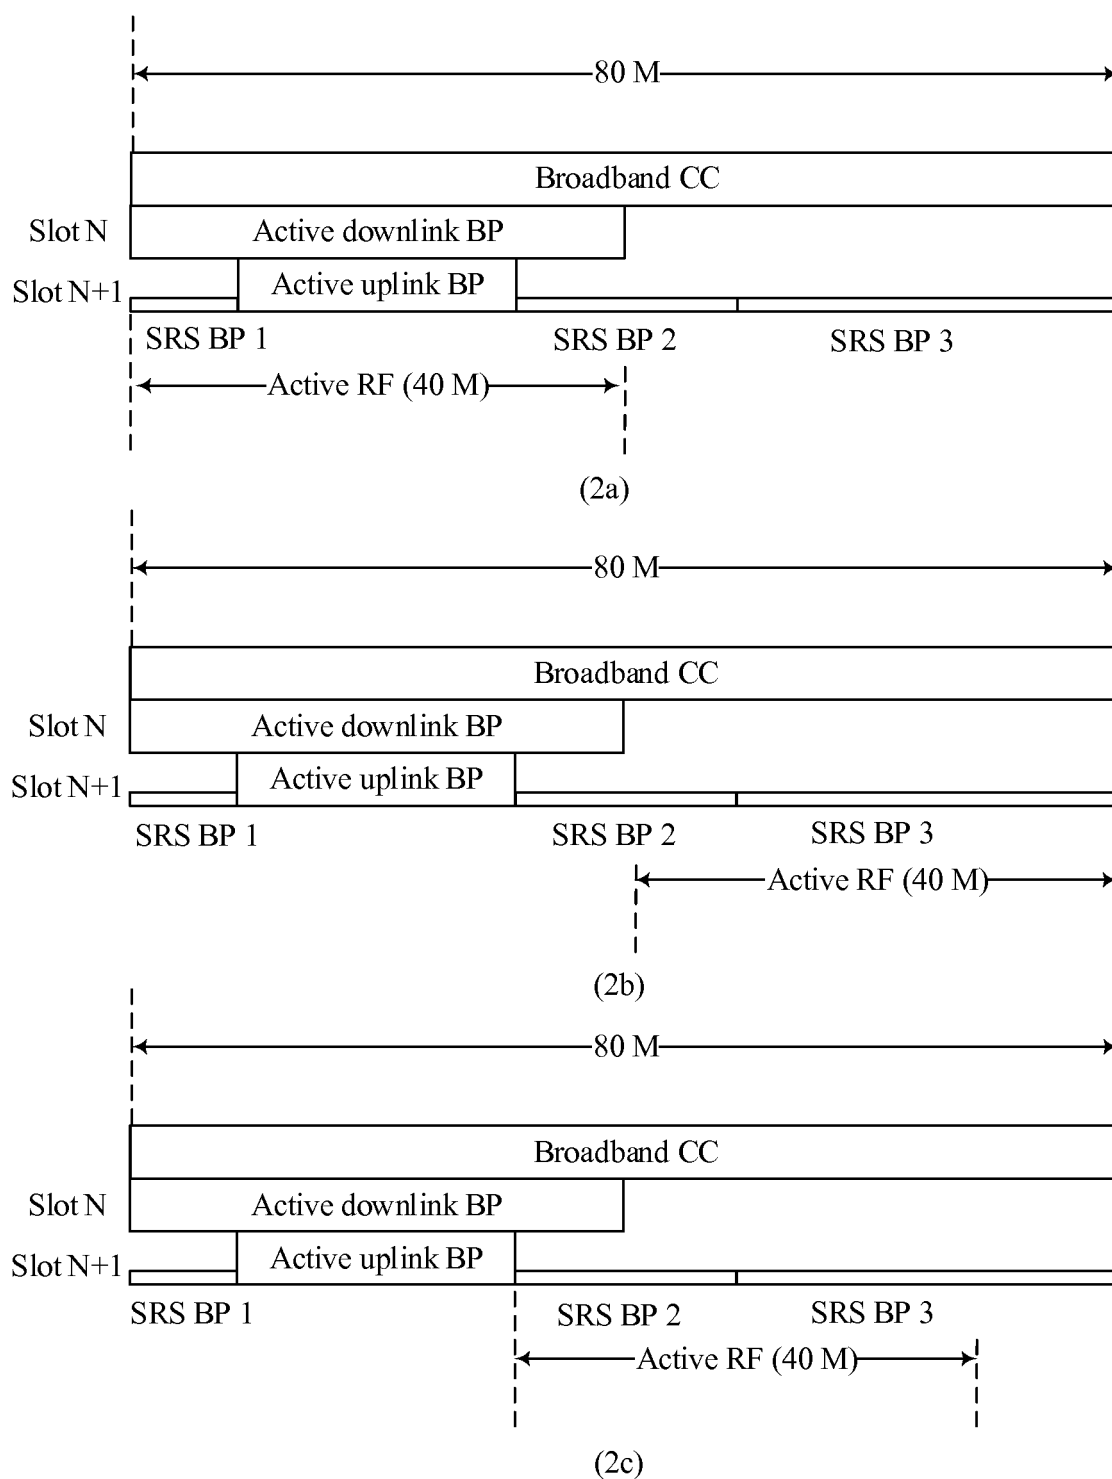 80 M
Broadband CC
Slot N
Active downlink BP
Slot N+1
Active uplink BP
SRS BP 1
SRS BP 2
SRS BP 3
Active RF (40 M)
(2a)
80 M
Broadband CC
Slot N
Active downlink BP
Slot N+1
Active uplink BP
SRS BP 1
SRS BP 2
SRS BP 3
Active RF (40 M)
(2b)
80 M
Broadband CC
Slot N
Active downlink BP
Slot N+1
Active uplink BP
SRS BP 1
SRS BP 2
SRS BP 3
Active RF (40 M)
(2c)